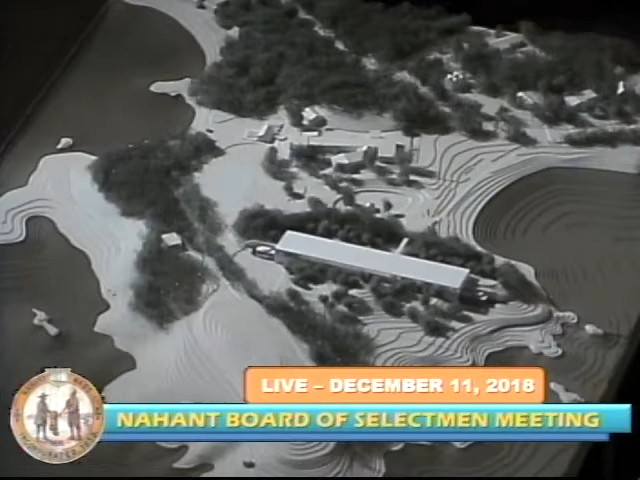 LIVE – DECEMBER 11, 2018
NAHANT BOARD OF SELECTMEN MEETING